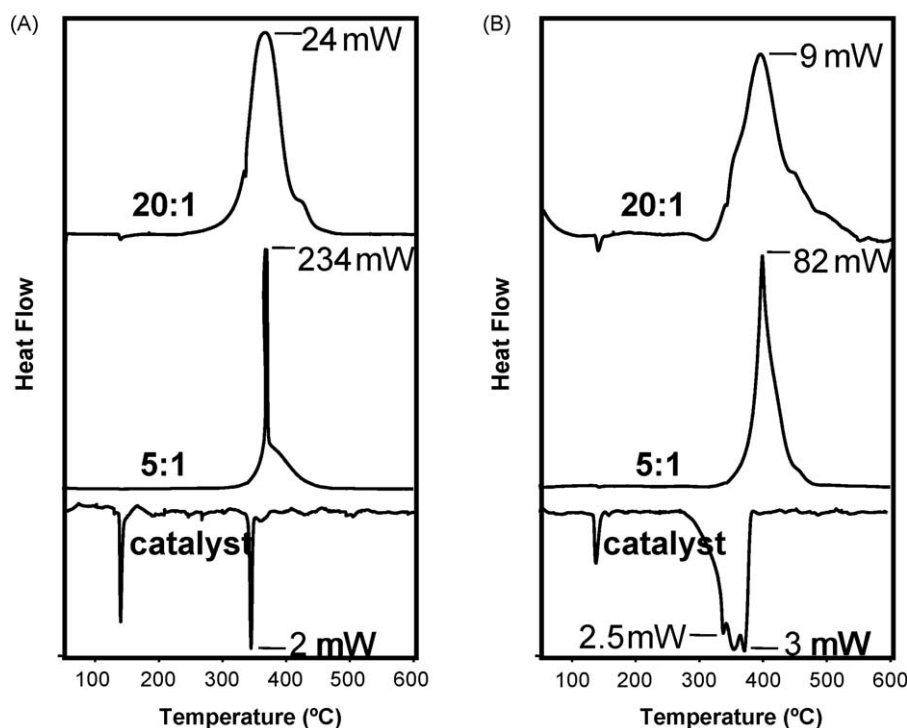 (A)
24 mW
20:1
234 mW
5:1
catalyst
2 mW
Heat Flow
100 200 300 400 500 600
Temperature (ºC)
(B)
9 mW
20:1
82 mW
5:1
catalyst
2.5mW
3 mW
Heat Flow
100 200 300 400 500 600
Temperature (ºC)